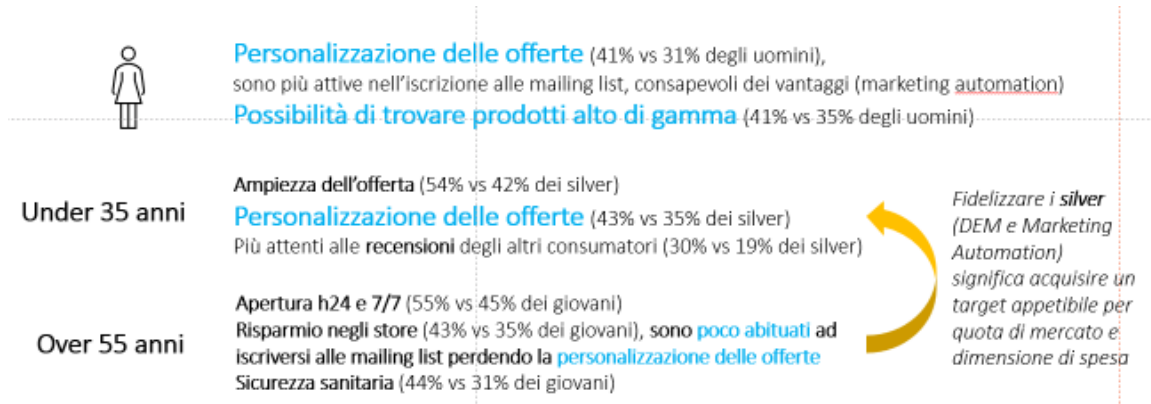 Personalizzazione delle offerte (41% vs 31% degli uomini),
sono più attive nell'iscrizione alle mailing list, consapevoli dei vantaggi (marketing automation)
Possibilità di trovare prodotti alto di gamma (41% vs 35% degli uomini)
Under 35 anni
Ampiezza dell'offerta (54% vs 42% dei silver)
Personalizzazione delle offerte (43% vs 35% dei silver)
Più attenti alle recensioni degli altri consumatori (30% vs 19% dei silver)
Over 55 anni
Apertura h24 e 7/7 (55% vs 45% dei giovani)
Risparmio negli store (43% vs 35% dei giovani), sono poco abituati ad
iscriversi alle mailing list perdendo la personalizzazione delle offerte
Sicurezza sanitaria (44% vs 31% dei giovani)
Fidelizzare i silver
(DEM e Marketing
Automation)
significa acquisire un
target appetibile per
quota di mercato e
dimensione di spesa